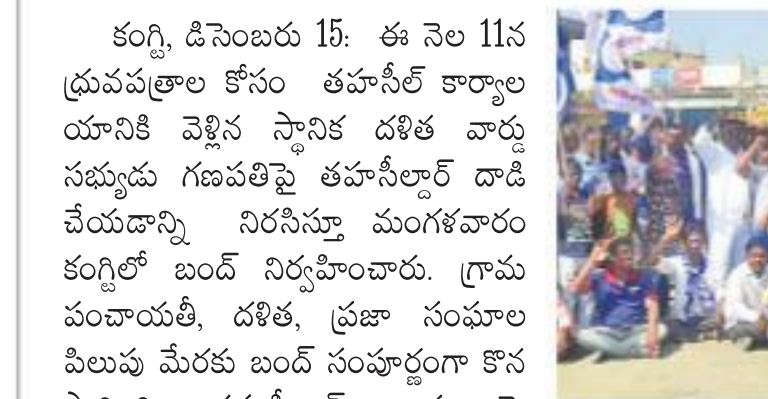 కంగ్టి, డిసెంబరు 15: ఈ నెల 11న
ధ్రువపత్రాల కోసం తహసీల్ కార్యాల
యానికి వెళ్లిన స్థానిక దళిత వార్డు
సభ్యుడు గణపతిపై తహసీల్దార్ దాడి
చేయడాన్ని నిరసిస్తూ మంగళవారం
కంగ్టిలో బంద్ నిర్వహించారు. గ్రామ
పంచాయతీ, దళిత, ప్రజా సంఘాల
పిలుపు మేరకు బంద్ సంపూర్ణంగా కొన